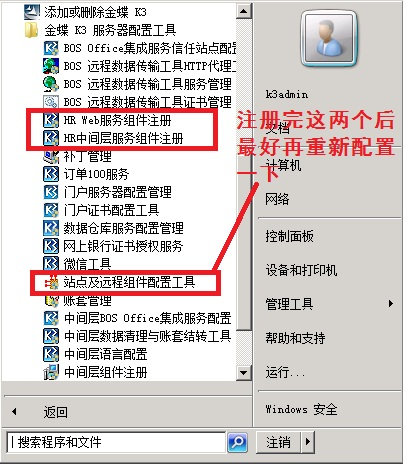 添加或删除金蝶 K3
金蝶 K3 服务器配置工具
BOS Office集成服务信任站点配
BOS 远程数据传输工具HTTP代理
BOS 远程数据传输工具服务管理
BOS 远程数据传输工具证书管理
HR Web服务组件注册
HR中间层服务组件注册
补丁管理
订单100服务
门户服务器配置管理
门户证书配置工具
数据仓库服务配置管理
网上银行证书授权服务
微信工具
站点及远程组件配置工具
账套管理
中间层BOS Office集成服务配置
中间层数据清理与账套结转工具
中间层语言配置
中间层组件注册
返回
搜索程序和文件
k3admin
注册完这两个后
文档
最好再重新配置
计算机
一下
网络
控制面板
设备和打印机
管理工具
帮助和支持
运行...
Windows 安全
注销